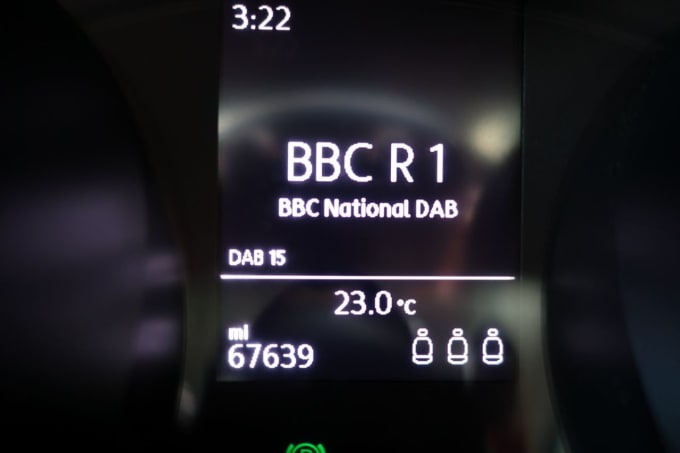 3:22
BBC R 1
BBC National DAB
DAB 15
23.0°C
mi
67639